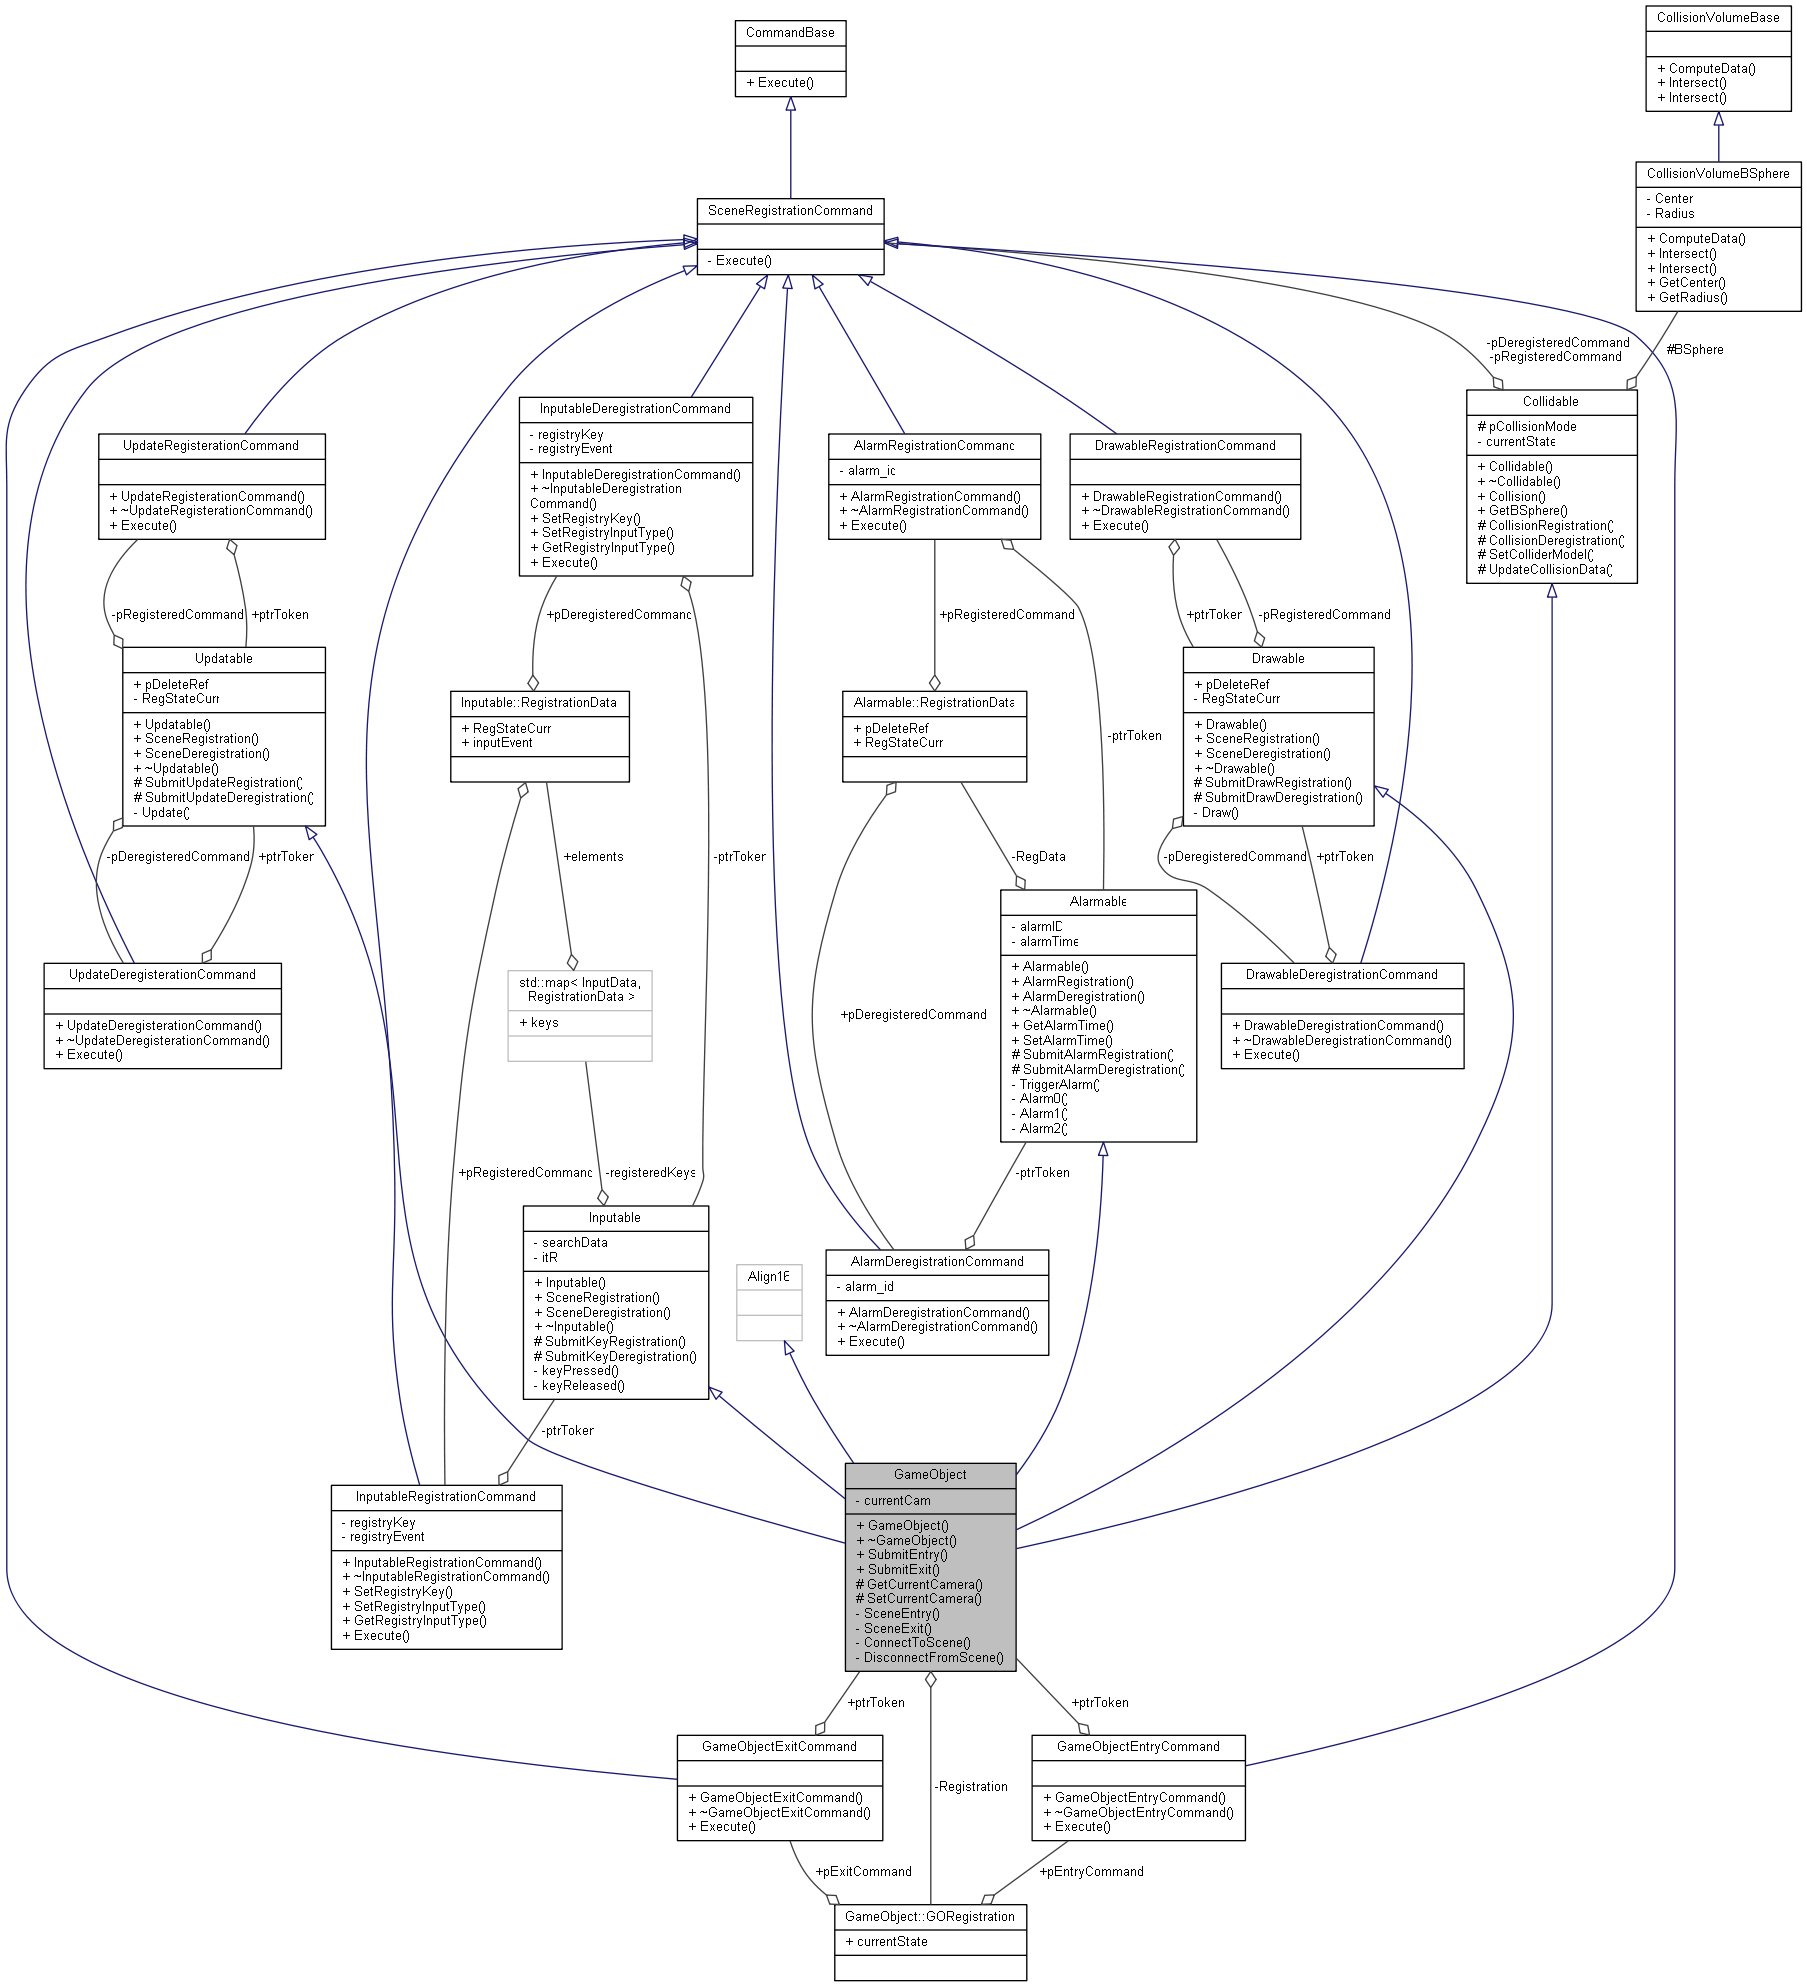 CommandBase
+ Execute()
CollisionVolumeBase
+ ComputeData()
+ Intersect()
+ Intersect()
CollisionVolumeBSphere
- Center
- Radius
+ ComputeData()
+ Intersect()
+ Intersect()
+ GetCenter()
+ GetRadius()
SceneRegistrationCommand
- Execute()
-pDeregisteredCommand
-pRegisteredCommand
#BSphere
Collidable
# pCollisionMode
- currentState
+ Collidable()
+ ~Collidable()
+ Collision()
+ GetBSphere()
# CollisionRegistration(;
# CollisionDeregistration(;
# SetColliderModel(;
# UpdateCollisionData(;
UpdateRegisterationCommand
+ UpdateRegisterationCommand()
+ ~UpdateRegisterationCommand()
+ Execute()
InputableDeregistrationCommand
- registryKey
- registryEvent
+ InputableDeregistrationCommand()
+ ~InputableDeregistration
Command()
+ SetRegistryKey()
+ SetRegistryInputType()
+ GetRegistryInputType()
+ Execute()
AlarmRegistrationCommand
- alarm_ic
+ AlarmRegistrationCommand()
+ ~AlarmRegistrationCommand()
+ Execute()
DrawableRegistrationCommand
+ DrawableRegistrationCommand()
+ ~DrawableRegistrationCommand()
+ Execute()
-pRegisteredCommand
+ptrToken
+pDeregisteredCommand
+pRegisteredCommand
+ptrToker
-pRegisteredCommand
Updatable
+ pDeleteRef
- RegStateCurr
+ Updatable()
+ SceneRegistration()
+ SceneDeregistration()
+ ~Updatable()
# SubmitUpdateRegistration(;
# SubmitUpdateDeregistration(;
- Update(;
Inputable::RegistrationData
+ RegStateCurr
+ inputEvent
Alarmable::RegistrationData
+ pDeleteRef
+ RegStateCurr
-ptrToken
Drawable
+ pDeleteRef
- RegStateCurr
+ Drawable()
+ SceneRegistration()
+ SceneDeregistration()
+ ~Drawable()
# SubmitDrawRegistration()
# SubmitDrawDeregistration()
- Draw()
-pDeregisteredCommand
+ptrToker
+elements
-ptrToker
-RegData
-pDeregisteredCommand
+ptrToken
UpdateDeregisterationCommand
+ UpdateDeregisterationCommand()
+ ~UpdateDeregisterationCommand()
+ Execute()
std::map< InputData,
RegistrationData >
+ keys
+pDeregisteredCommand
Alarmable
- alarmID
- alarmTime
+ Alarmable()
+ AlarmRegistration()
+ AlarmDeregistration()
+ ~Alarmable()
+ GetAlarmTime()
+ SetAlarmTime()
# SubmitAlarmRegistration(;
# SubmitAlarmDeregistration(;
- TriggerAlarm(;
- Alarm0(;
- Alarm1(;
- Alarm2(;
DrawableDeregistrationCommand
+ DrawableDeregistrationCommand()
+ ~DrawableDeregistrationCommand()
+ Execute()
+pRegisteredCommand
-registeredKeys
-ptrToken
Inputable
- searchData
- itR
+ Inputable()
+ SceneRegistration()
+ SceneDeregistration()
+ ~Inputable()
# SubmitKeyRegistration()
# SubmitKeyDeregistration()
- keyPressed()
- keyReleased()
Align16
AlarmDeregistrationCommand
- alarm_id
+ AlarmDeregistrationCommand()
+ ~AlarmDeregistrationCommand()
+ Execute()
-ptrToker
InputableRegistrationCommand
- registryKey
- registryEvent
+ InputableRegistrationCommand()
+ ~InputableRegistrationCommand()
+ SetRegistryKey()
+ SetRegistryInputType()
+ GetRegistryInputType()
+ Execute()
GameObject
- currentCam
+ GameObject()
+ ~GameObject()
+ SubmitEntry()
+ SubmitExit()
# GetCurrentCamera()
# SetCurrentCamera()
- SceneEntry()
- SceneExit()
- ConnectToScene()
- DisconnectFromScene()
+ptrToken
+ptrToken
GameObjectExitCommand
+ GameObjectExitCommand()
+ ~GameObjectExitCommand()
+ Execute()
-Registration
GameObjectEntryCommand
+ GameObjectEntryCommand()
+ ~GameObjectEntryCommand()
+ Execute()
+pExitCommand
+pEntryCommand
GameObject::GORegistration
+ currentState